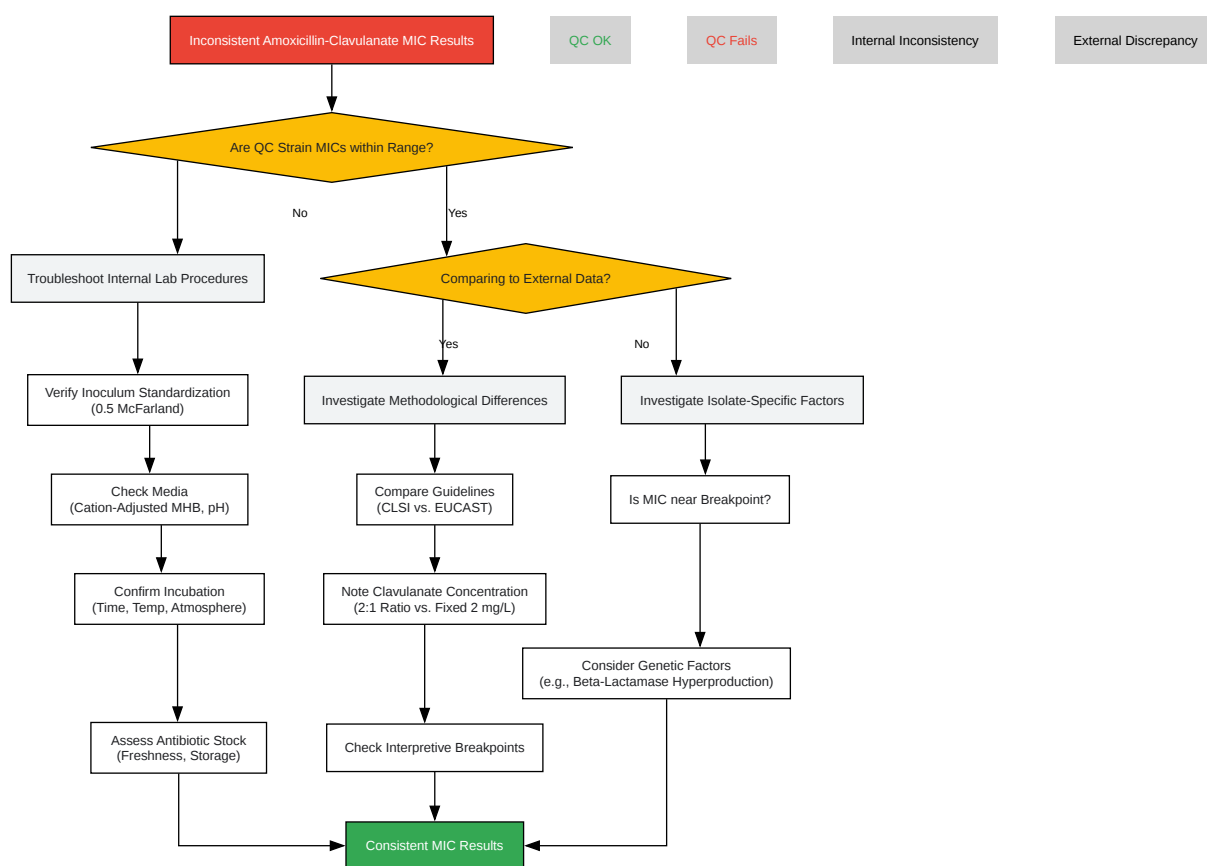 Inconsistent Amoxicillin-Clavulanate MIC Results
QC OK
QC Fails
Internal Inconsistency
External Discrepancy
Are QC Strain MICs within Range?
No
Yes
Troubleshoot Internal Lab Procedures
Comparing to External Data?
Yes
No
Verify Inoculum Standardization
(0.5 McFarland)
Investigate Methodological Differences
Investigate Isolate-Specific Factors
Check Media
(Cation-Adjusted MHB, pH)
Compare Guidelines
(CLSI vs. EUCAST)
Is MIC near Breakpoint?
Confirm Incubation
(Time, Temp, Atmosphere)
Note Clavulanate Concentration
(2:1 Ratio vs. Fixed 2 mg/L)
Consider Genetic Factors
(e.g., Beta-Lactamase Hyperproduction)
Assess Antibiotic Stock
(Freshness, Storage)
Check Interpretive Breakpoints
Consistent MIC Results